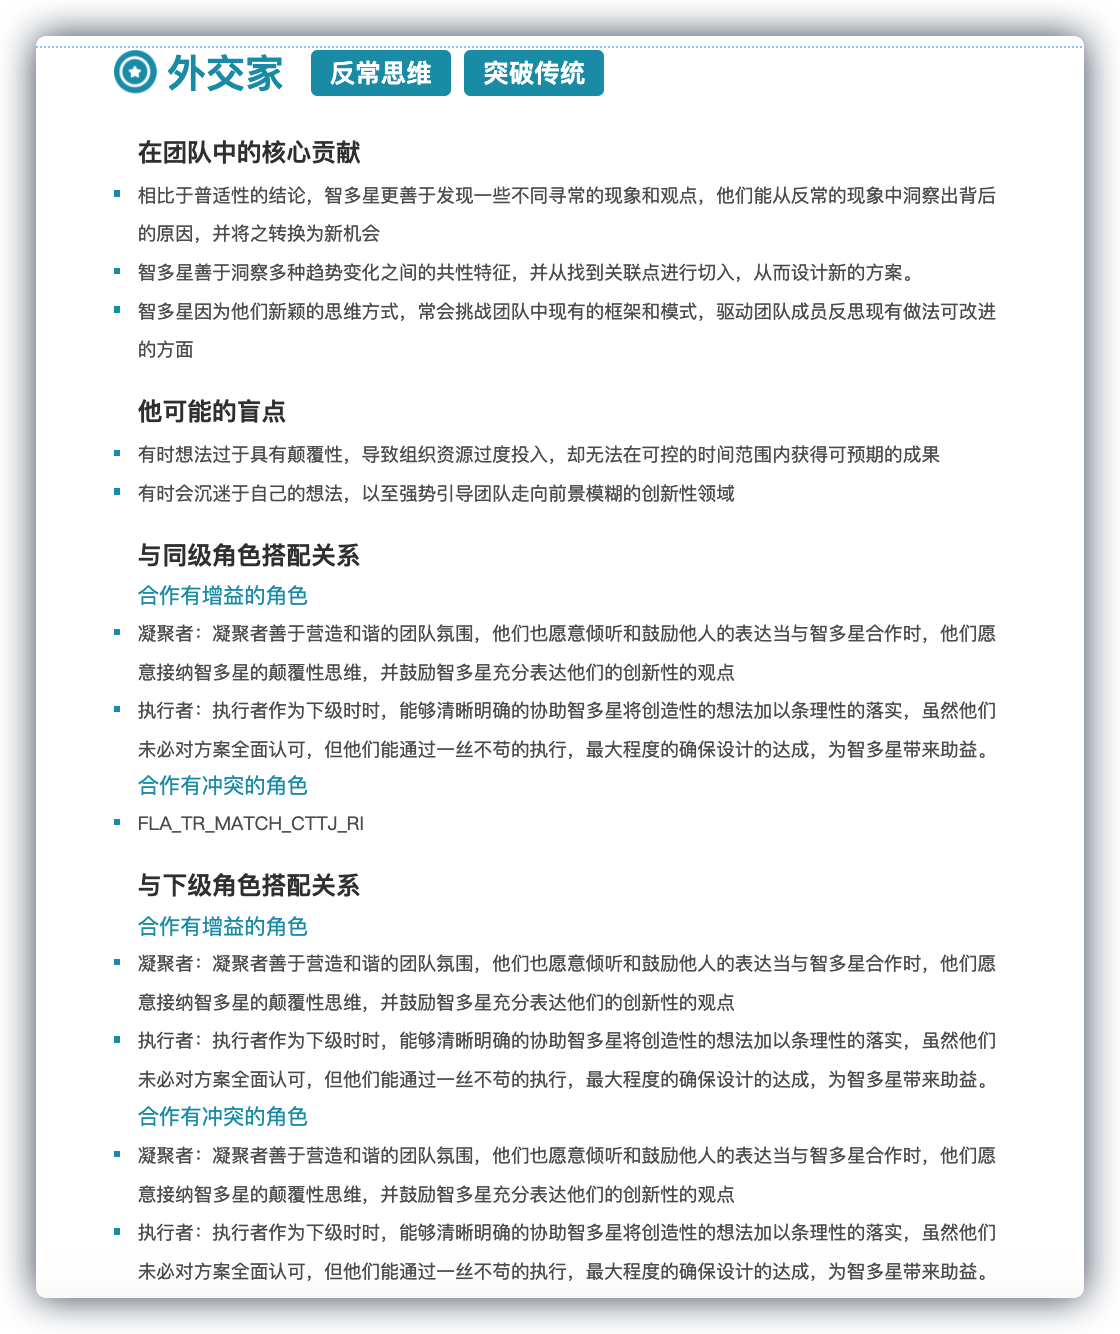 外交家 反常思维 突破传统
在团队中的核心贡献
相比于普适性的结论，智多星更善于发现一些不同寻常的现象和观点，他们能从反常的现象中洞察出背后
的原因，并将之转换为新机会
智多星善于洞察多种趋势变化之间的共性特征，并从找到关联点进行切入，从而设计新的方案。
智多星因为他们新颖的思维方式，常会挑战团队中现有的框架和模式，驱动团队成员反思现有做法可改进
的方面
他可能的盲点
有时想法过于具有颠覆性，导致组织资源过度投入，却无法在可控的时间范围内获得可预期的成果
有时会沉迷于自己的想法，以至强势引导团队走向前景模糊的创新性领域
与同级角色搭配关系
合作有增益的角色
凝聚者：凝聚者善于营造和谐的团队氛围，他们也愿意倾听和鼓励他人的表达当与智多星合作时，他们愿
意接纳智多星的颠覆性思维，并鼓励智多星充分表达他们的创新性的观点
执行者：执行者作为下级时时，能够清晰明确的协助智多星将创造性的想法加以条理性的落实，虽然他们
未必对方案全面认可，但他们能通过一丝不苟的执行，最大程度的确保设计的达成，为智多星带来助益。
合作有冲突的角色
FLA_TR_MATCH_CTTJ_RI
与下级角色搭配关系
合作有增益的角色
凝聚者：凝聚者善于营造和谐的团队氛围，他们也愿意倾听和鼓励他人的表达当与智多星合作时，他们愿
意接纳智多星的颠覆性思维，并鼓励智多星充分表达他们的创新性的观点
执行者：执行者作为下级时时，能够清晰明确的协助智多星将创造性的想法加以条理性的落实，虽然他们
未必对方案全面认可，但他们能通过一丝不苟的执行，最大程度的确保设计的达成，为智多星带来助益。
合作有冲突的角色
凝聚者：凝聚者善于营造和谐的团队氛围，他们也愿意倾听和鼓励他人的表达当与智多星合作时，他们愿
意接纳智多星的颠覆性思维，并鼓励智多星充分表达他们的创新性的观点
执行者：执行者作为下级时时，能够清晰明确的协助智多星将创造性的想法加以条理性的落实，虽然他们
未必对方案全面认可，但他们能通过一丝不苟的执行，最大程度的确保设计的达成，为智多星带来助益。